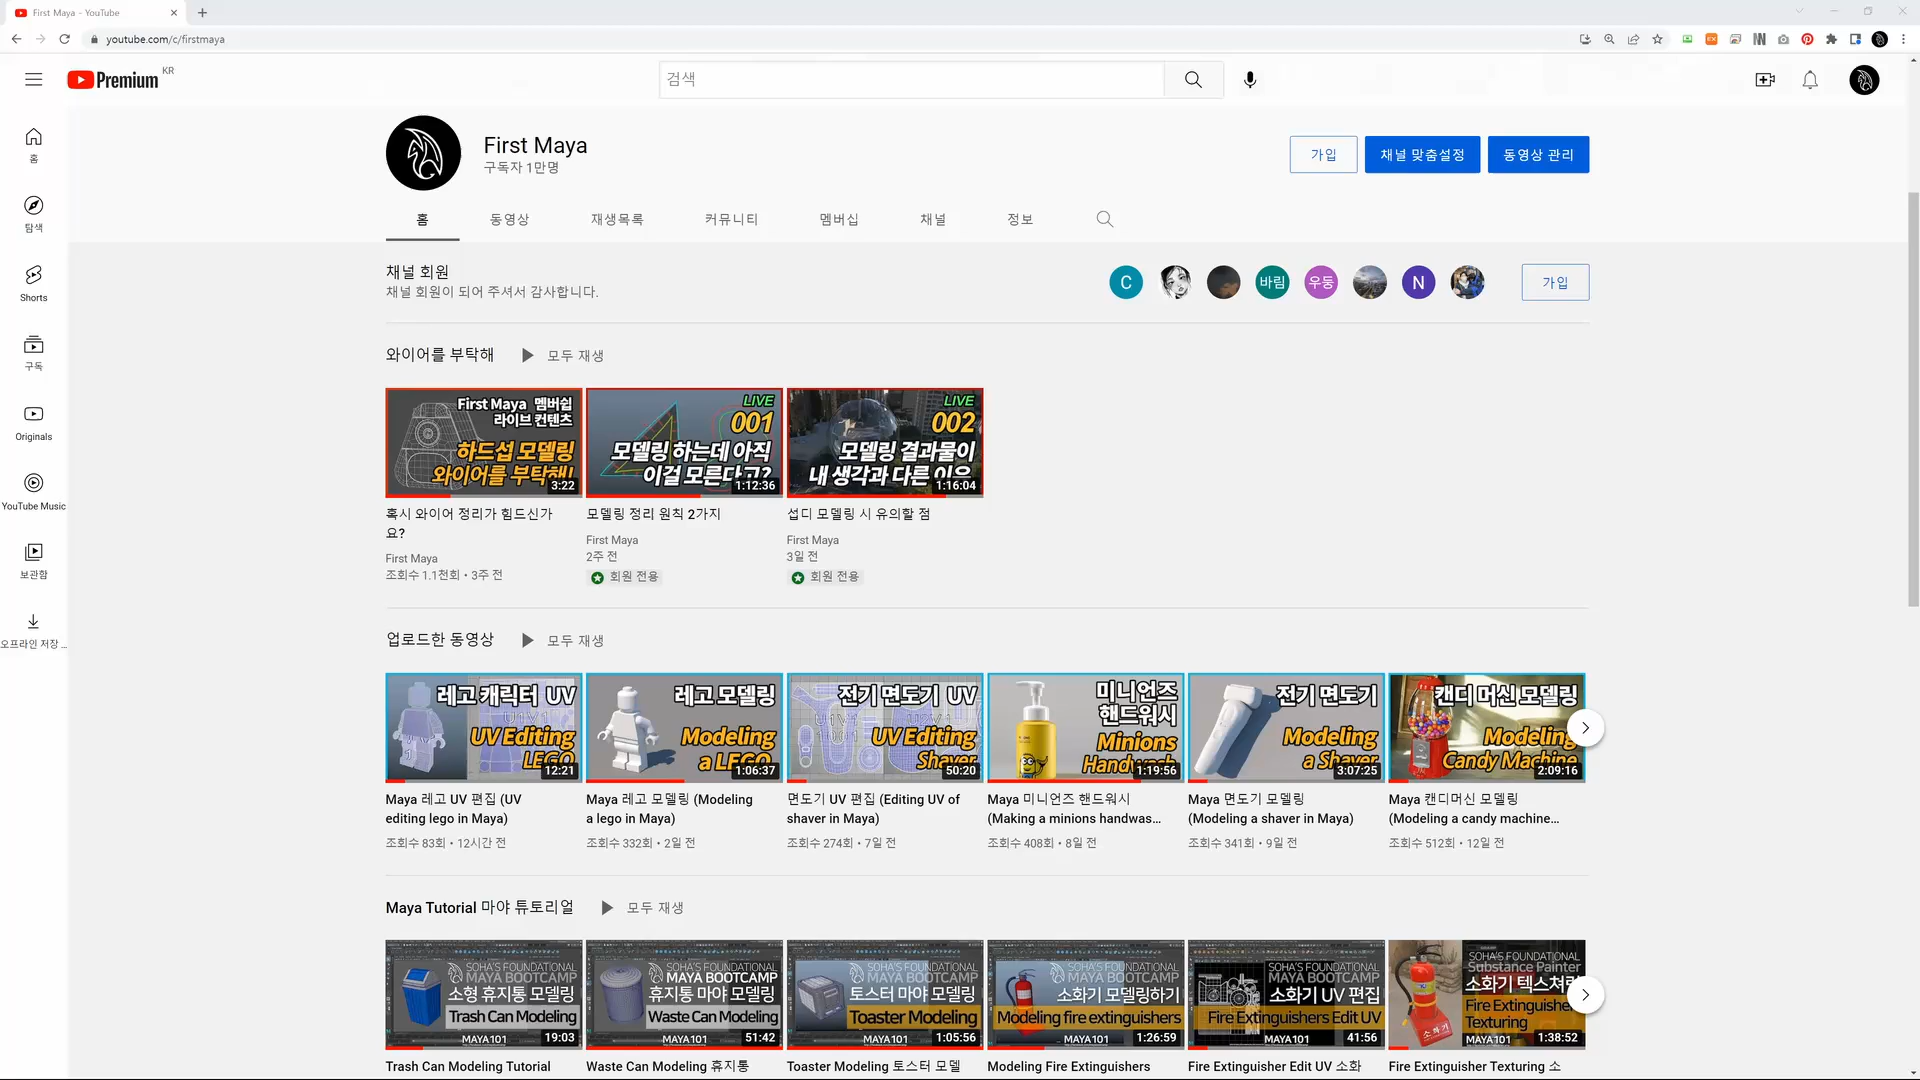 First Maya - YouTube
youtube.com/c/firstmaya
Premium KR
검색
홈
탐색
Shorts
구독
Originals
YouTube Music
보관함
오프라인 저장 ...
First Maya
구독자 1만명
가입
채널 맞춤설정
동영상 관리
홈
동영상
재생목록
커뮤니티
멤버십
채널
정보
채널 회원
채널 회원이 되어 주셔서 감사합니다.
C
바림
우둥
N
가입
와이어를 부탁해
모두 재생
First Maya 멤버쉽
라이브 컨텐츠
하드섭 모델링
와이어를 부탁해!
3:22
LIVE
001
모델링 하는데 아직
이걸 모른다고?
1:12:36
LIVE
002
모델링 결과물이
내 생각과 다른 이유
1:16:04
혹시 와이어 정리가 힘드신가
요?
First Maya
조회수 1.1천회 • 3주 전
모델링 정리 원칙 2가지
First Maya
2주 전
회원 전용
섭디 모델링 시 유의할 점
First Maya
3일 전
회원 전용
업로드한 동영상
모두 재생
레고 캐릭터 UV
U1V1
UV Editing
LEGO
12:21
레고 모델링
Modeling
a LEGO
1:06:37
전기 면도기 UV
U1V1
U2V1
UV Editing
Shaver
50:20
미니언즈
핸드워시
Minions
Handwash
1:19:56
전기 면도기
Modeling
a Shaver
3:07:25
캔디 머신 모델링
Modeling
Candy Machine
2:09:16
Maya 레고 UV 편집 (UV
editing lego in Maya)
조회수 83회 • 12시간 전
Maya 레고 모델링 (Modeling
a lego in Maya)
조회수 332회 • 2일 전
면도기 UV 편집 (Editing UV of
shaver in Maya)
조회수 274회 • 7일 전
Maya 미니언즈 핸드워시
(Making a minions handwas...
조회수 408회 • 8일 전
Maya 면도기 모델링
(Modeling a shaver in Maya)
조회수 341회 • 9일 전
Maya 캔디머신 모델링
(Modeling a candy machine...
조회수 512회 • 12일 전
Maya Tutorial 마야 튜토리얼
모두 재생
SOHA'S FOUNDATIONAL
MAYA BOOTCAMP
소형 휴지통 모델링
Trash Can Modeling
MAYA101
19:03
SOHA'S FOUNDATIONAL
MAYA BOOTCAMP
휴지통 마야 모델링
Waste Can Modeling
MAYA101
51:42
SOHA'S FOUNDATIONAL
MAYA BOOTCAMP
토스터 마야 모델링
Toaster Modeling
MAYA101
1:05:56
SOHA'S FOUNDATIONAL
MAYA BOOTCAMP
소화기 모델링하기
Modeling fire extinguishers
MAYA101
1:26:59
SOHA'S FOUNDATIONAL
MAYA BOOTCAMP
소화기 UV 편집
Fire Extinguishers Edit UV
MAYA101
41:56
SOHA'S FOUNDATIONAL
Substance Painter
소화기 텍스쳐링
Fire Extinguisher
Texturing
MAYA101
소화기
1:38:52
Trash Can Modeling Tutorial
Waste Can Modeling 휴지통
Toaster Modeling 토스터 모델
Modeling Fire Extinguishers
Fire Extinguisher Edit UV 소화
Fire Extinguisher Texturing 소